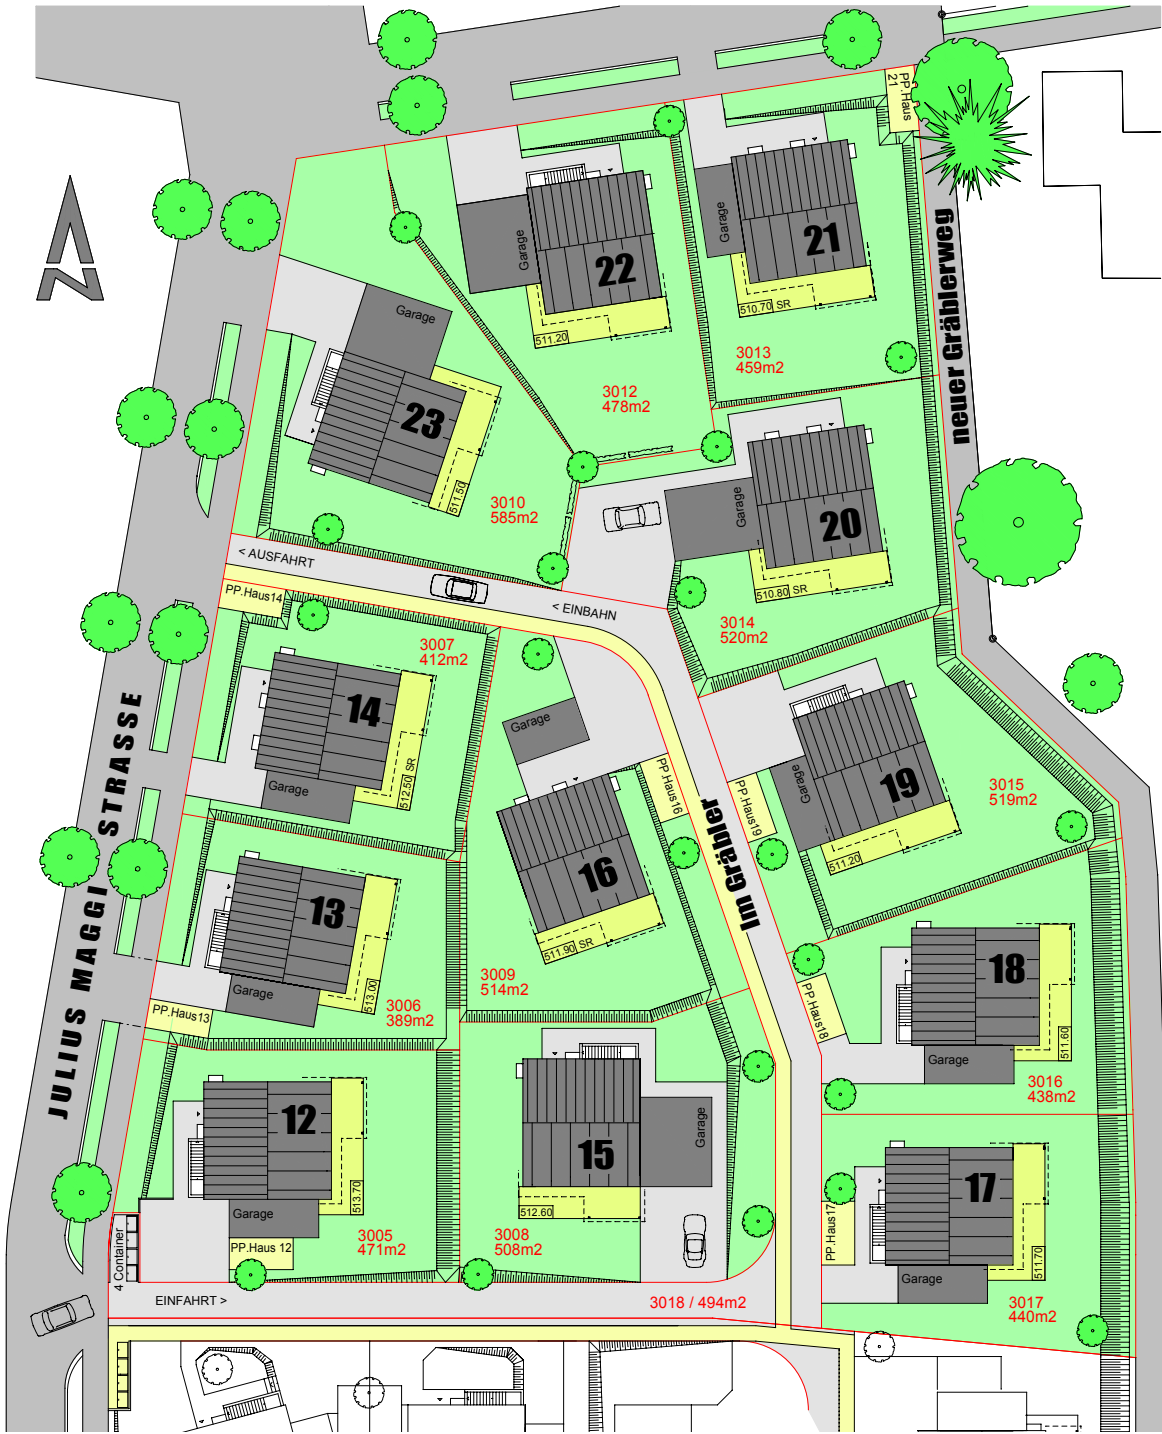 PP.Haus
21
Garage
22
Garage
21
511.20
510.70 SR
3012
478m2
3013
459m2
neuer Gräblerweg
Garage
23
511.50
3010
585m2
Garage
20
510.80 SR
3014
520m2
< AUSFAHRT
< EINBAHN
PP.Haus14
3007
412m2
14
Garage
512.50 SR
Garage
PP.Haus16
16
511.90 SR
3009
514m2
Im Gräbler
PP.Haus19
Garage
19
511.20
3015
519m2
JULIUS MAGGI STRASSE
13
Garage
513.00
3006
389m2
PP.Haus13
18
PP.Haus18
Garage
511.60
3016
438m2
12
Garage
513.70
PP.Haus 12
3005
471m2
15
Garage
512.60
3008
508m2
17
PP.Haus17
Garage
511.70
3017
440m2
4 Container
EINFAHRT >
3018 / 494m2